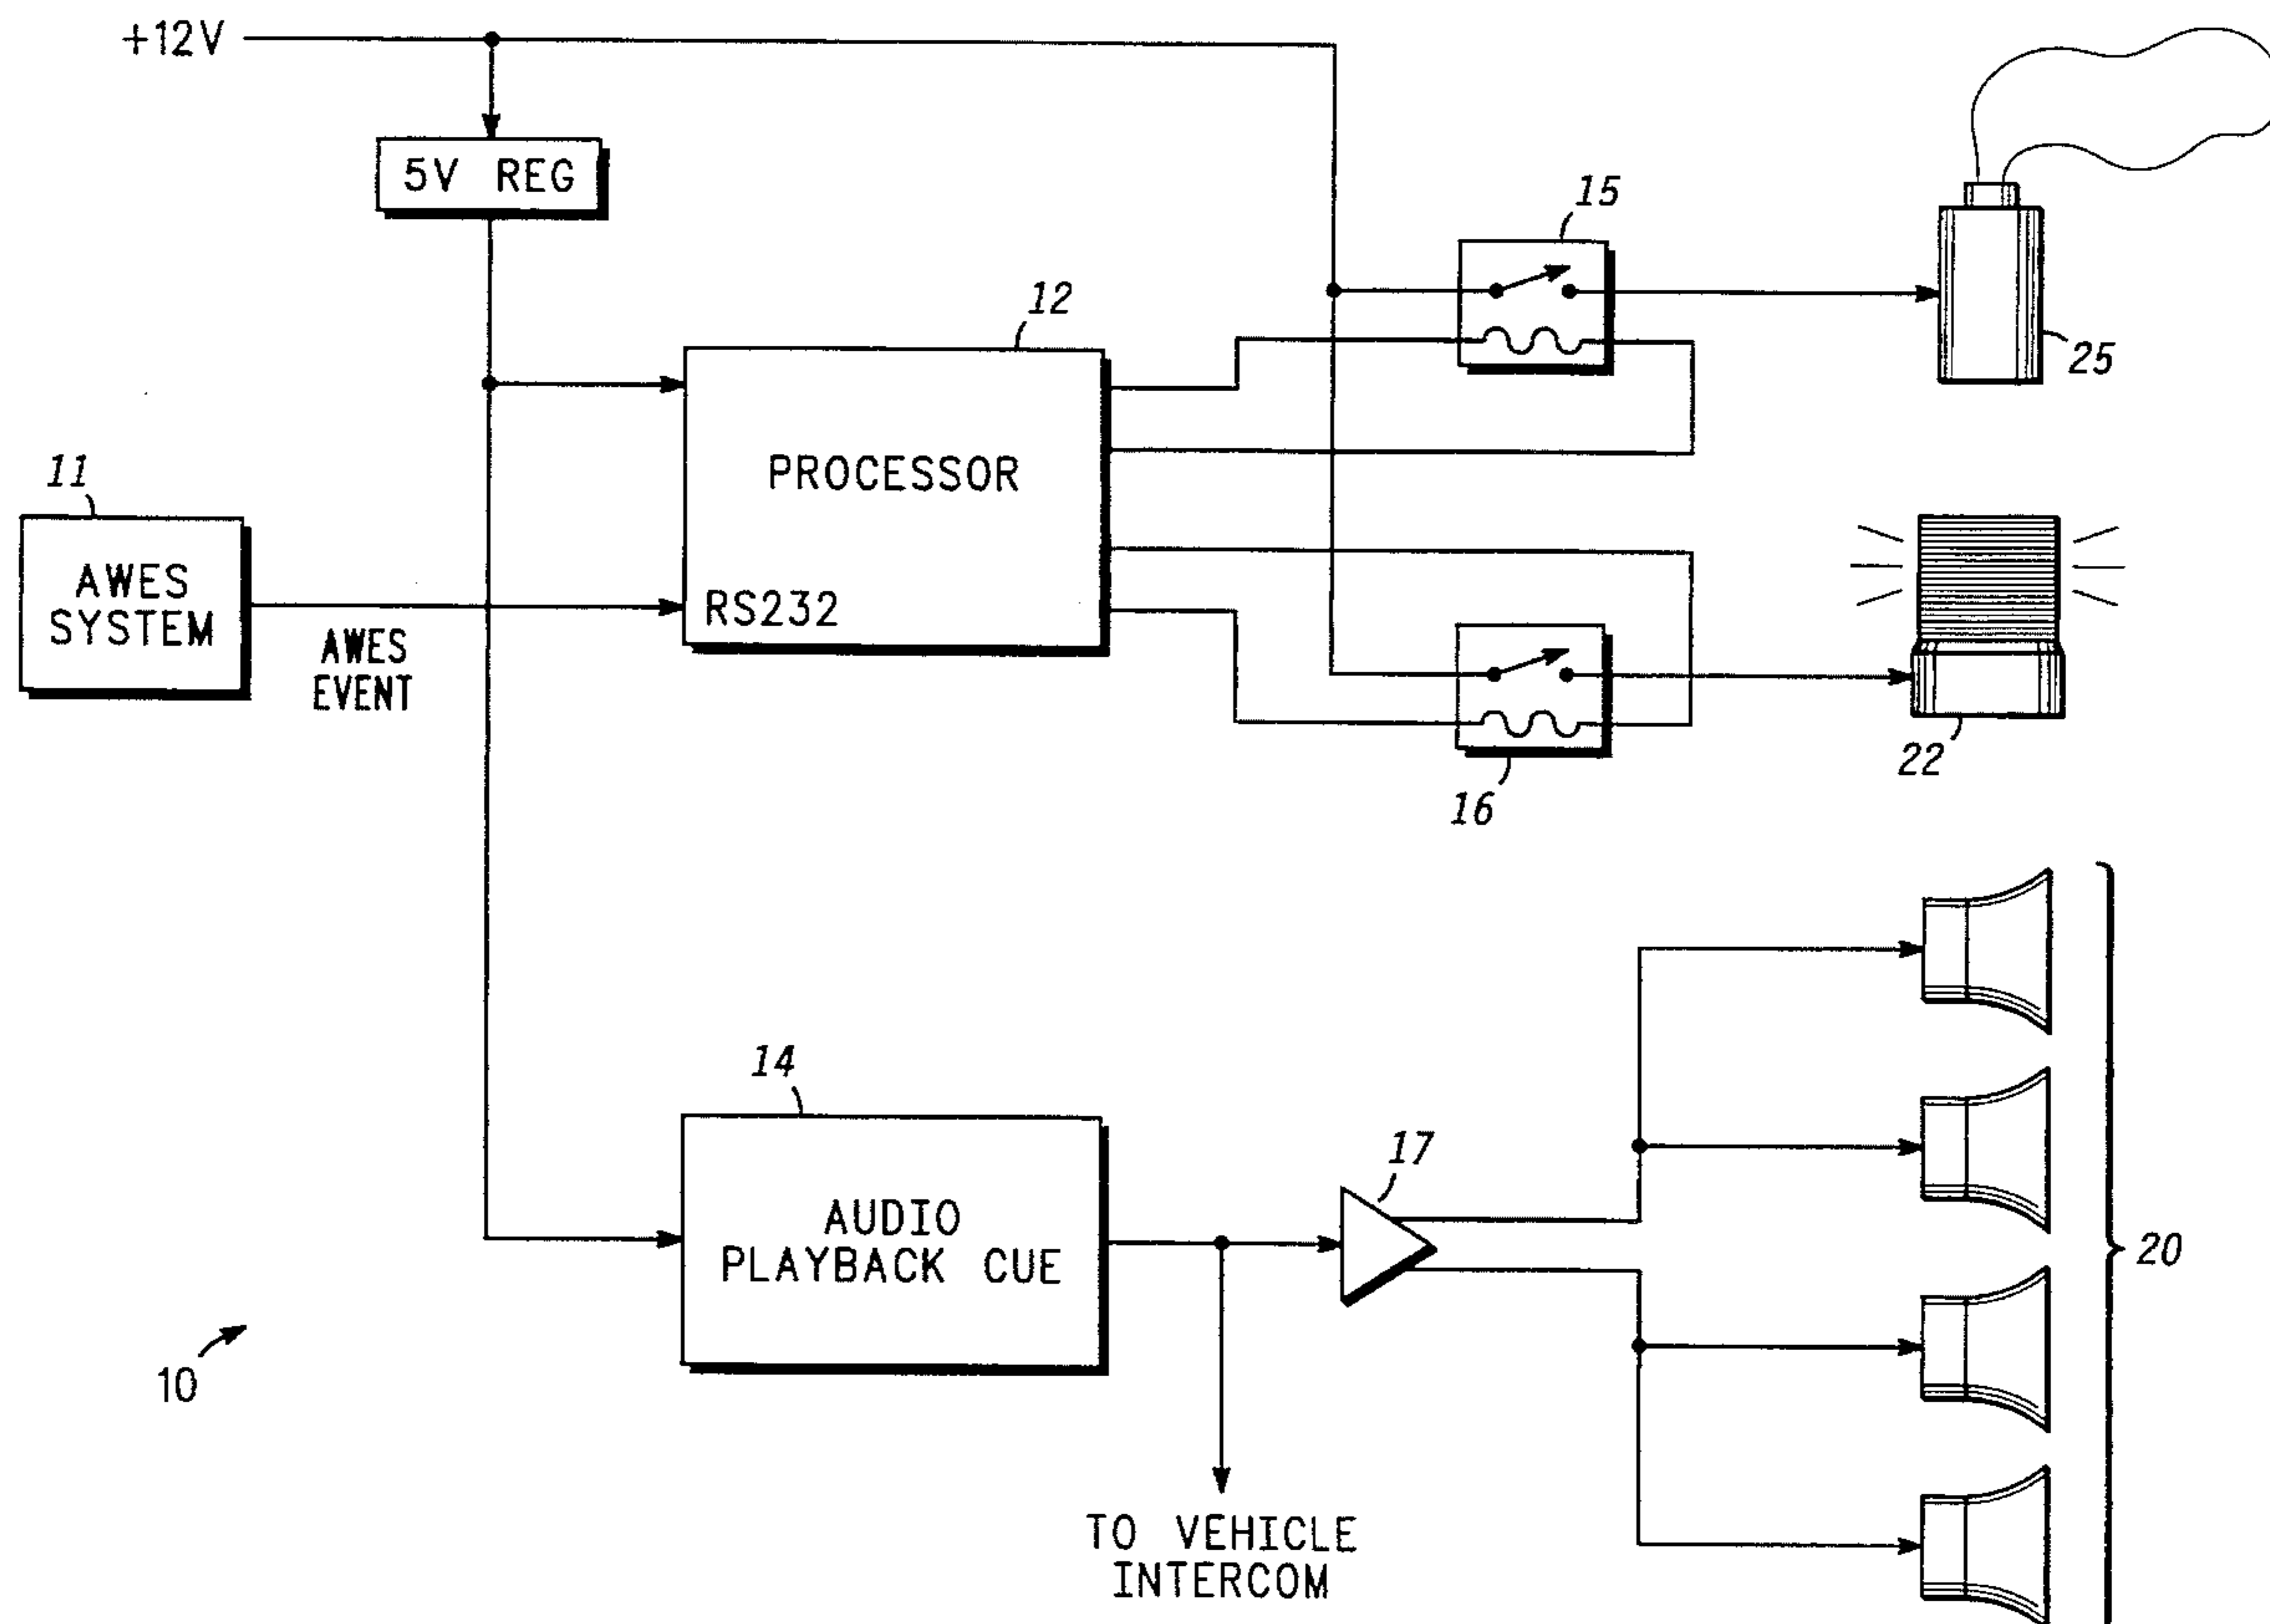 +12V
5V REG
15
12
25
PROCESSOR
11
AWES
SYSTEM
RS232
AWES
EVENT
22
16
14
17
AUDIO
PLAYBACK CUE
20
10
TO VEHICLE
INTERCOM